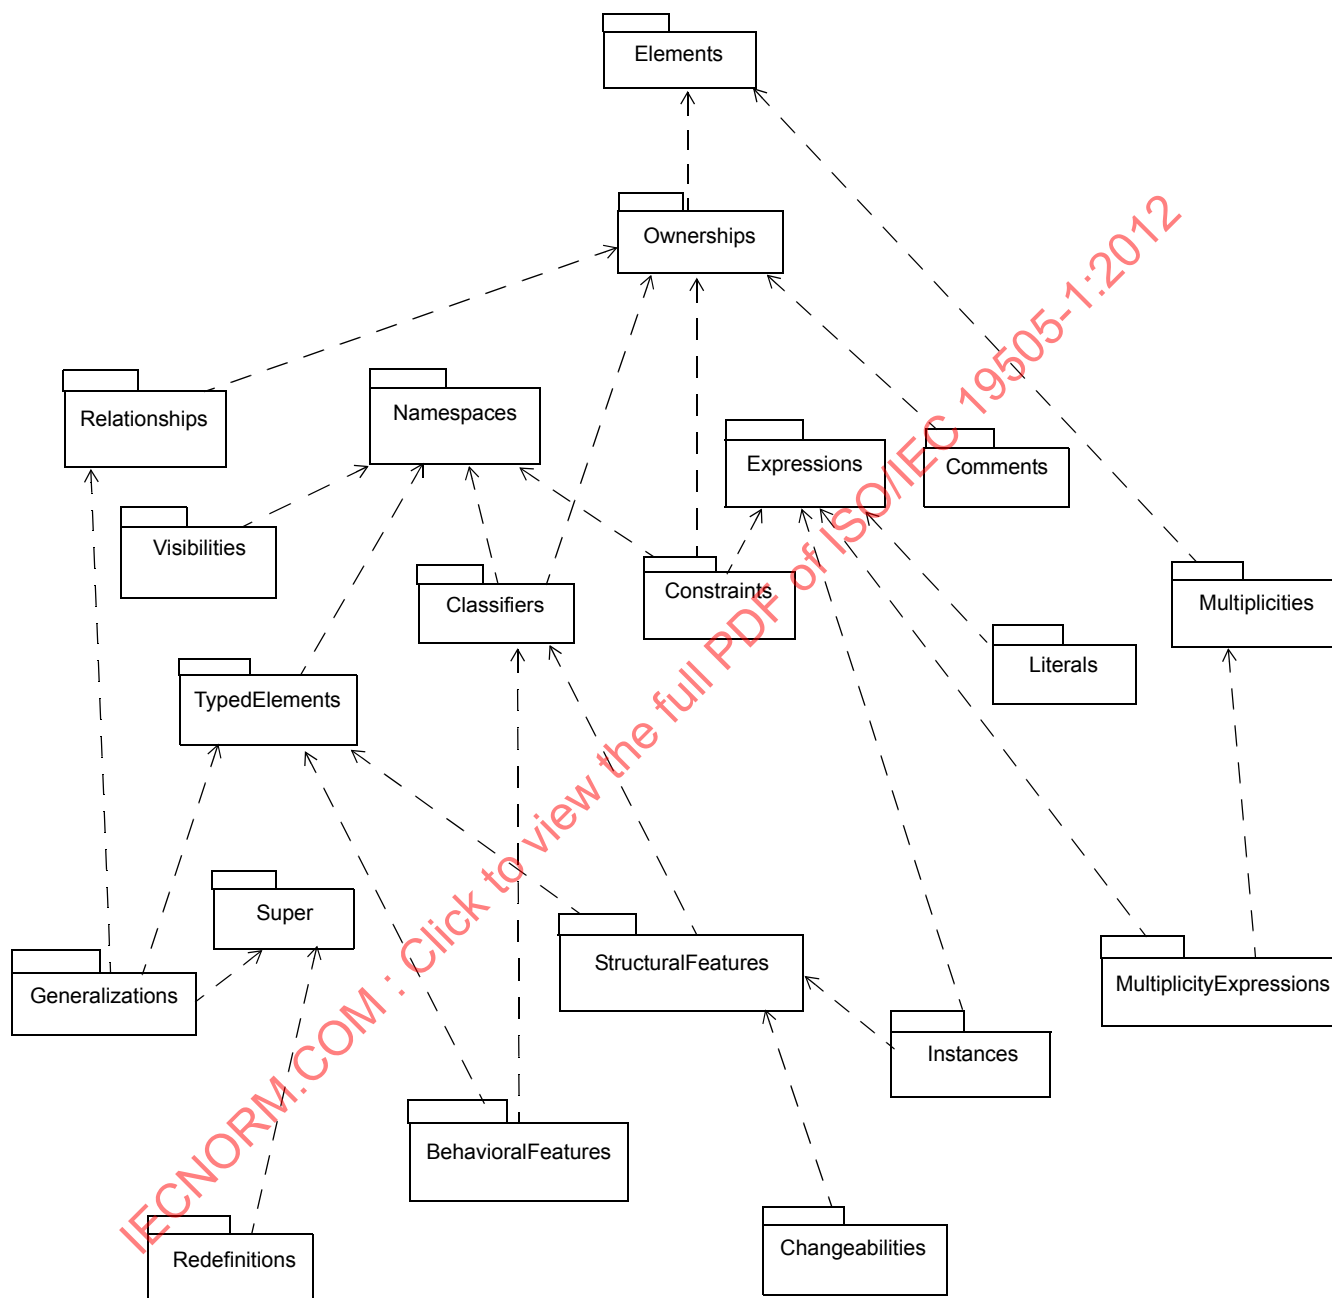 Elements
Ownerships
Relationships
Namespaces
Expressions
Comments
Visibilities
Classifiers
Constraints
Multiplicities
Literals
TypedElements
Super
StructuralFeatures
Generalizations
MultiplicityExpressions
Instances
BehavioralFeatures
Redefinitions
Changeabilities
IECNORM.COM : Click to view the full PDF of ISO/IEC 19505-1:2012